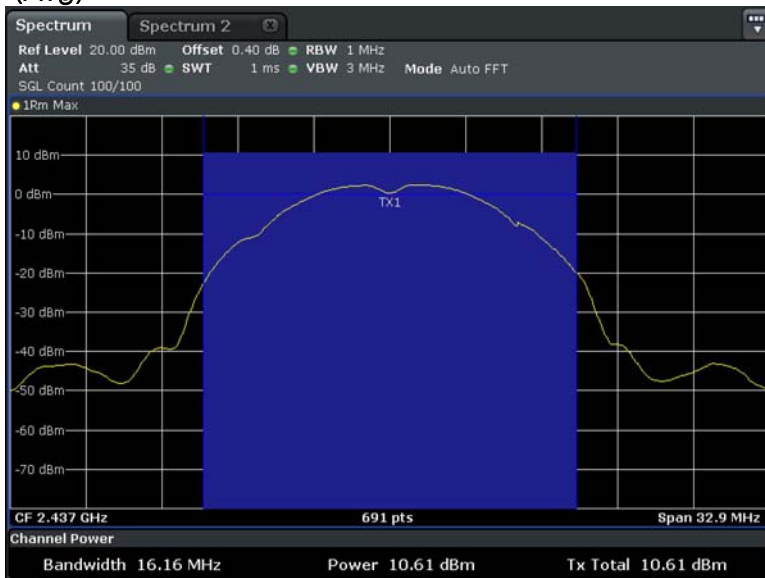 (Avg)
Spectrum Spectrum 2
Ref Level 20.00 dBm Offset 0.40 dB RBW 1 MHz
Att 35 dB SWT 1 ms VBW 3 MHz Mode Auto FFT
SGL Count 100/100
1Rm Max
10 dBm
0 dBm
TX1
-10 dBm
-20 dBm
-30 dBm
-40 dBm
-50 dBm
-60 dBm
-70 dBm
CF 2.437 GHz 691 pts Span 32.9 MHz
Channel Power
Bandwidth 16.16 MHz Power 10.61 dBm Tx Total 10.61 dBm